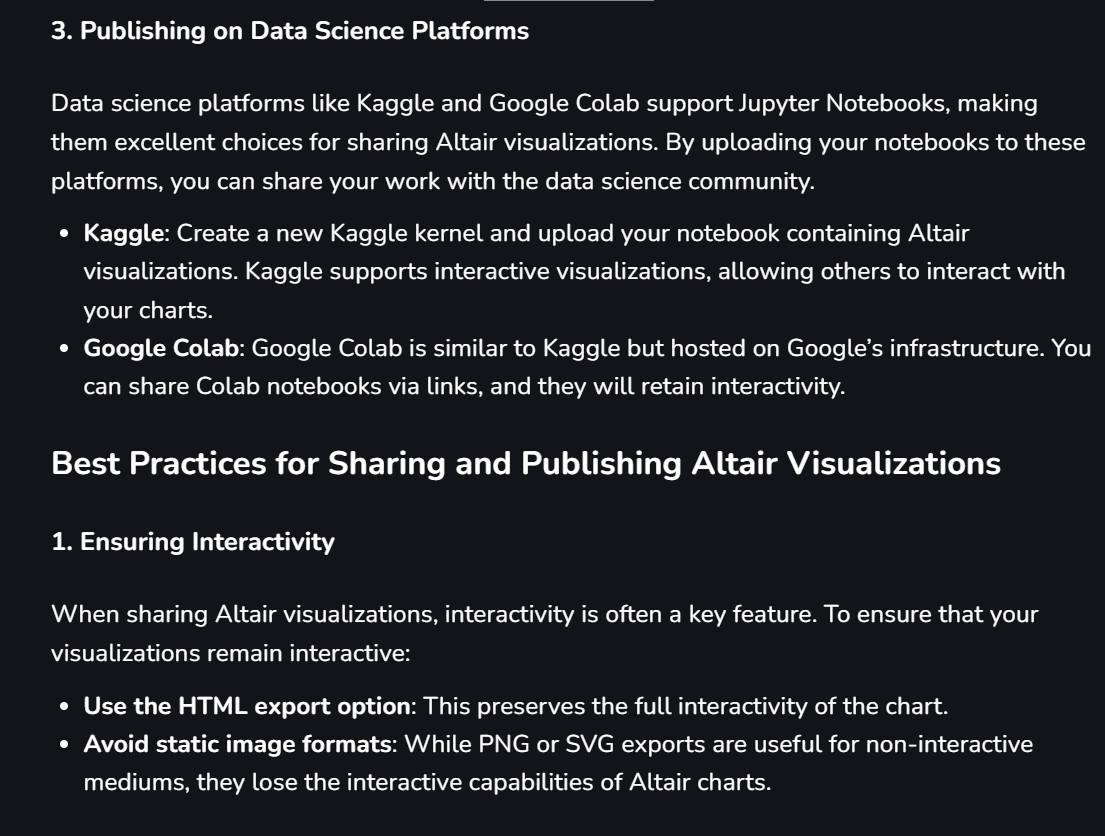 3. Publishing on Data Science Platforms
Data science platforms like Kaggle and Google Colab support Jupyter Notebooks, making
them excellent choices for sharing Altair visualizations. By uploading your notebooks to these
platforms, you can share your work with the data science community.
• Kaggle: Create a new Kaggle kernel and upload your notebook containing Altair
visualizations. Kaggle supports interactive visualizations, allowing others to interact with
your charts.
• Google Colab: Google Colab is similar to Kaggle but hosted on Google’s infrastructure. You
can share Colab notebooks via links, and they will retain interactivity.
Best Practices for Sharing and Publishing Altair Visualizations
1. Ensuring Interactivity
When sharing Altair visualizations, interactivity is often a key feature. To ensure that your
visualizations remain interactive:
• Use the HTML export option: This preserves the full interactivity of the chart.
• Avoid static image formats: While PNG or SVG exports are useful for non-interactive
mediums, they lose the interactive capabilities of Altair charts.